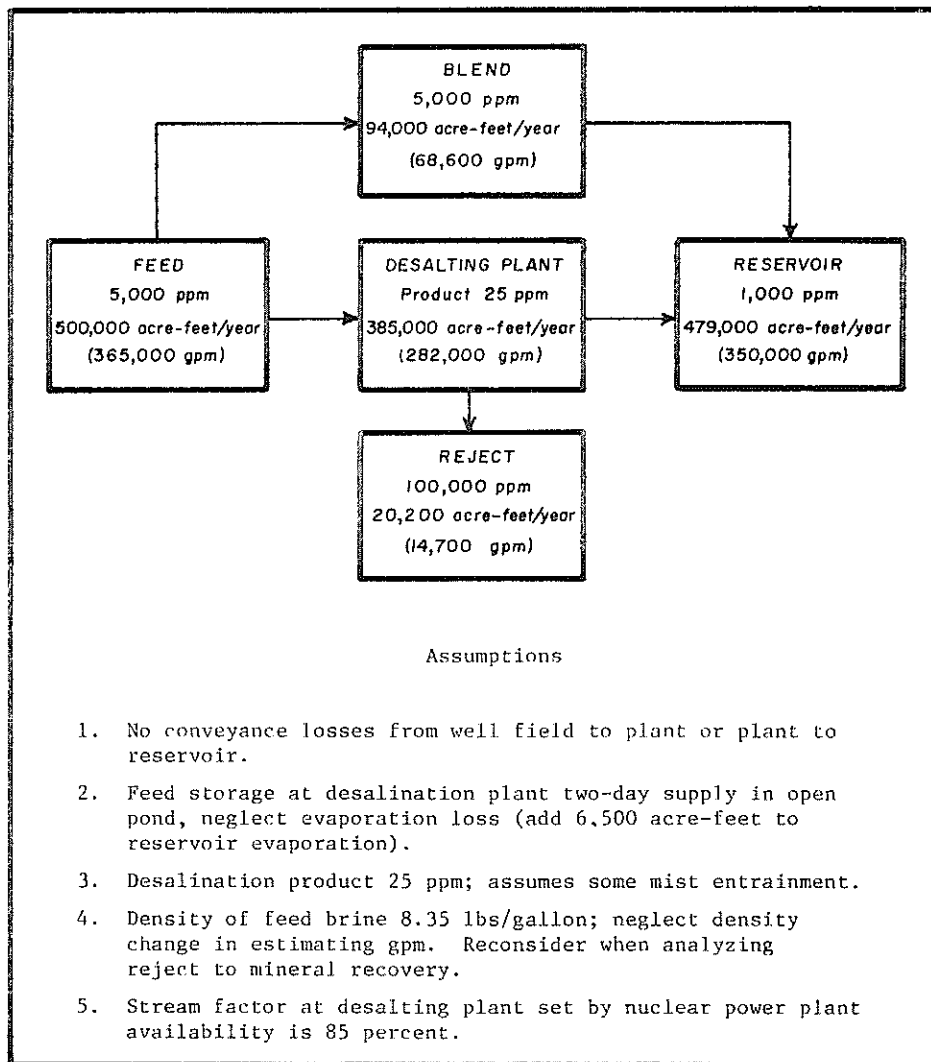 BLEND
5,000 ppm
94,000 acre-feet/year
(68,600 gpm)
FEED
5,000 ppm
500,000 acre-feet/year
(365,000 gpm)
DESALTING PLANT
Product 25 ppm
385,000 acre-feet/year
(282,000 gpm)
RESERVOIR
1,000 ppm
479,000 acre-feet/year
(350,000 gpm)
REJECT
100,000 ppm
20,200 acre-feet/year
(14,700 gpm)
Assumptions
1. No conveyance losses from well field to plant or plant to
reservoir.
2. Feed storage at desalination plant two-day supply in open
pond, neglect evaporation loss (add 6,500 acre-feet to
reservoir evaporation).
3. Desalination product 25 ppm; assumes some mist entrainment.
4. Density of feed brine 8.35 lbs/gallon; neglect density
change in estimating gpm. Reconsider when analyzing
reject to mineral recovery.
5. Stream factor at desalting plant set by nuclear power plant
availability is 85 percent.